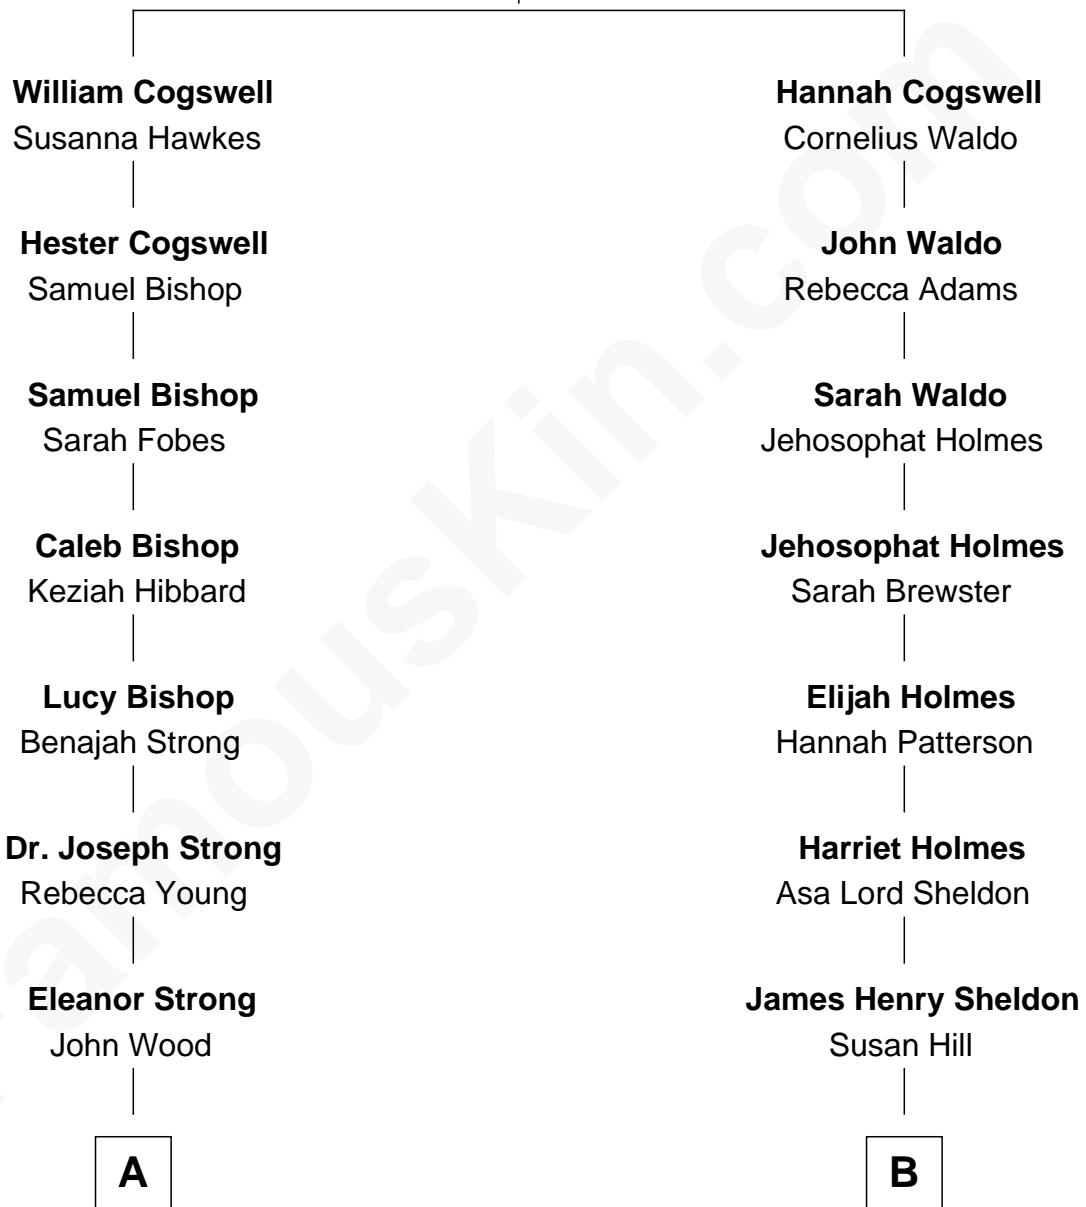 William Cogswell
Susanna Hawkes
Hester Cogswell
Samuel Bishop
Samuel Bishop
Sarah Fobes
Caleb Bishop
Keziah Hibbard
Lucy Bishop
Benajah Strong
Dr. Joseph Strong
Rebecca Young
Eleanor Strong
John Wood
A
Hannah Cogswell
Cornelius Waldo
John Waldo
Rebecca Adams
Sarah Waldo
Jehosophat Holmes
Jehosophat Holmes
Sarah Brewster
Elijah Holmes
Hannah Patterson
Harriet Holmes
Asa Lord Sheldon
James Henry Sheldon
Susan Hill
B
FamousKin.com